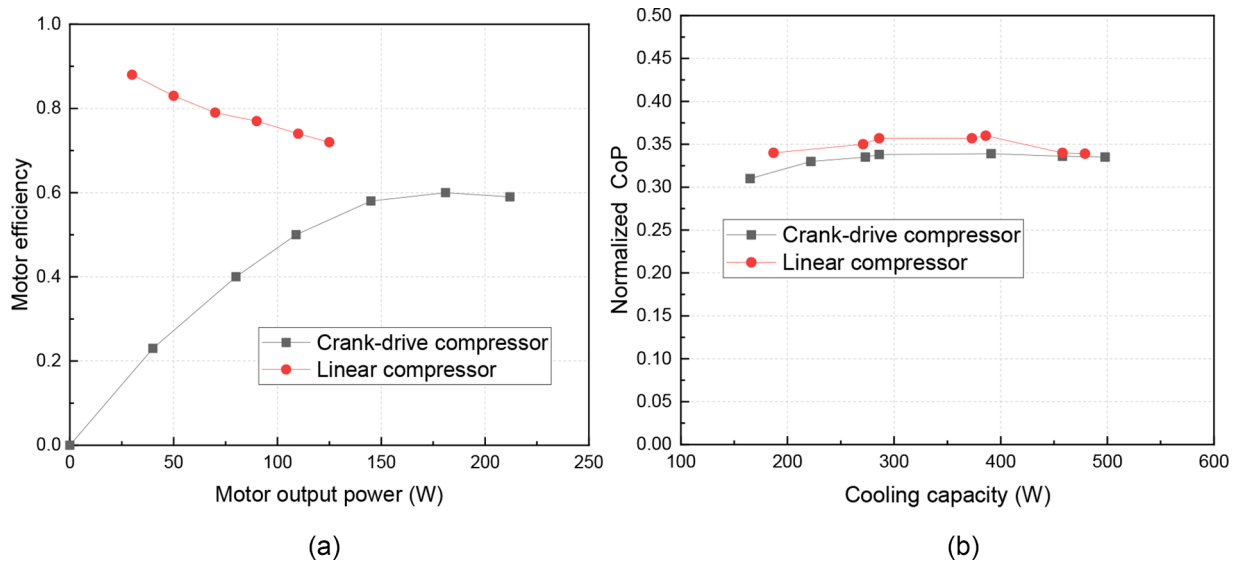 1.0
0.8
0.6
0.4
0.2
0.0
Motor efficiency
Crank-drive compressor
Linear compressor
0 50 100 150 200 250
Motor output power (W)
(a)
0.50
0.45
0.40
0.35
0.30
0.25
0.20
0.15
0.10
0.05
0.00
Normalized CoP
Crank-drive compressor
Linear compressor
100 200 300 400 500 600
Cooling capacity (W)
(b)